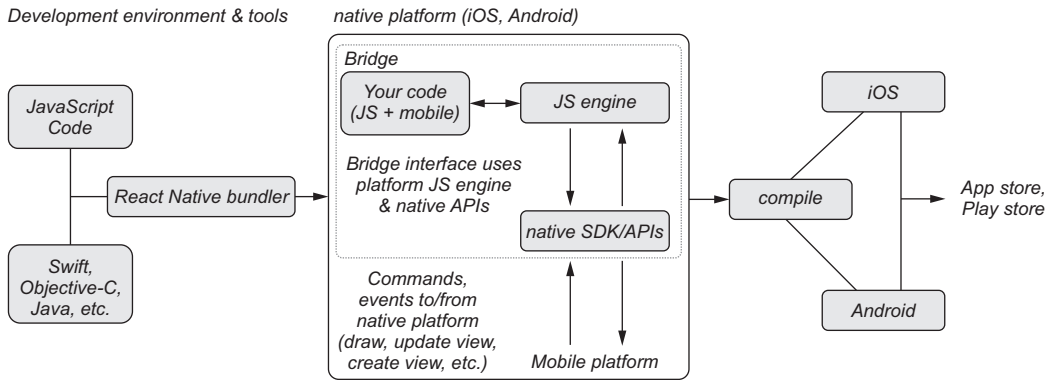 Development environment & tools
native platform (iOS, Android)
Bridge
JavaScript
Code
React Native bundler
Swift,
Objective-C,
Java, etc.
Your code
(JS + mobile)
JS engine
Bridge interface uses
platform JS engine
& native APIs
native SDK/APIs
Commands,
events to/from
native platform
(draw, update view,
create view, etc.)
Mobile platform
compile
iOS
Android
App store,
Play store